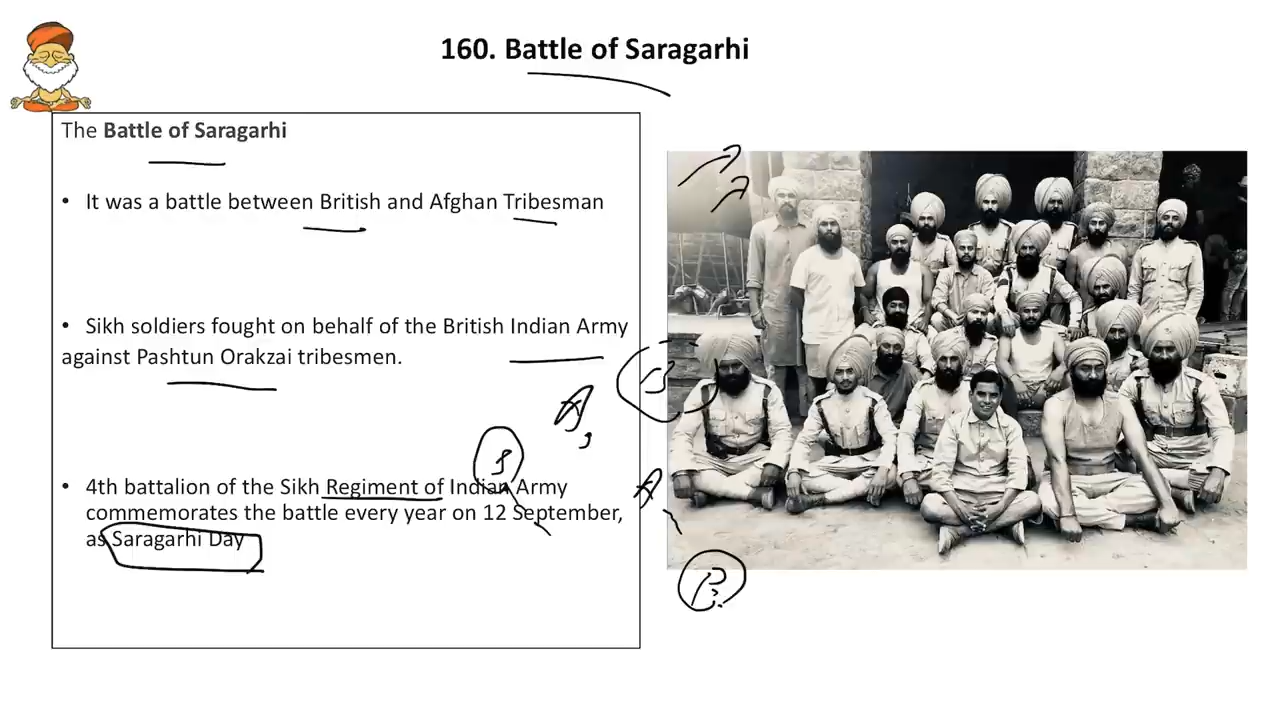 160. Battle of Saragarhi
The Battle of Saragarhi
• It was a battle between British and Afghan Tribesman
• Sikh soldiers fought on behalf of the British Indian Army
against Pashtun Orakzai tribesmen.
• 4th battalion of the Sikh Regiment of Indian Army
commemorates the battle every year on 12 September,
as Saragarhi Day